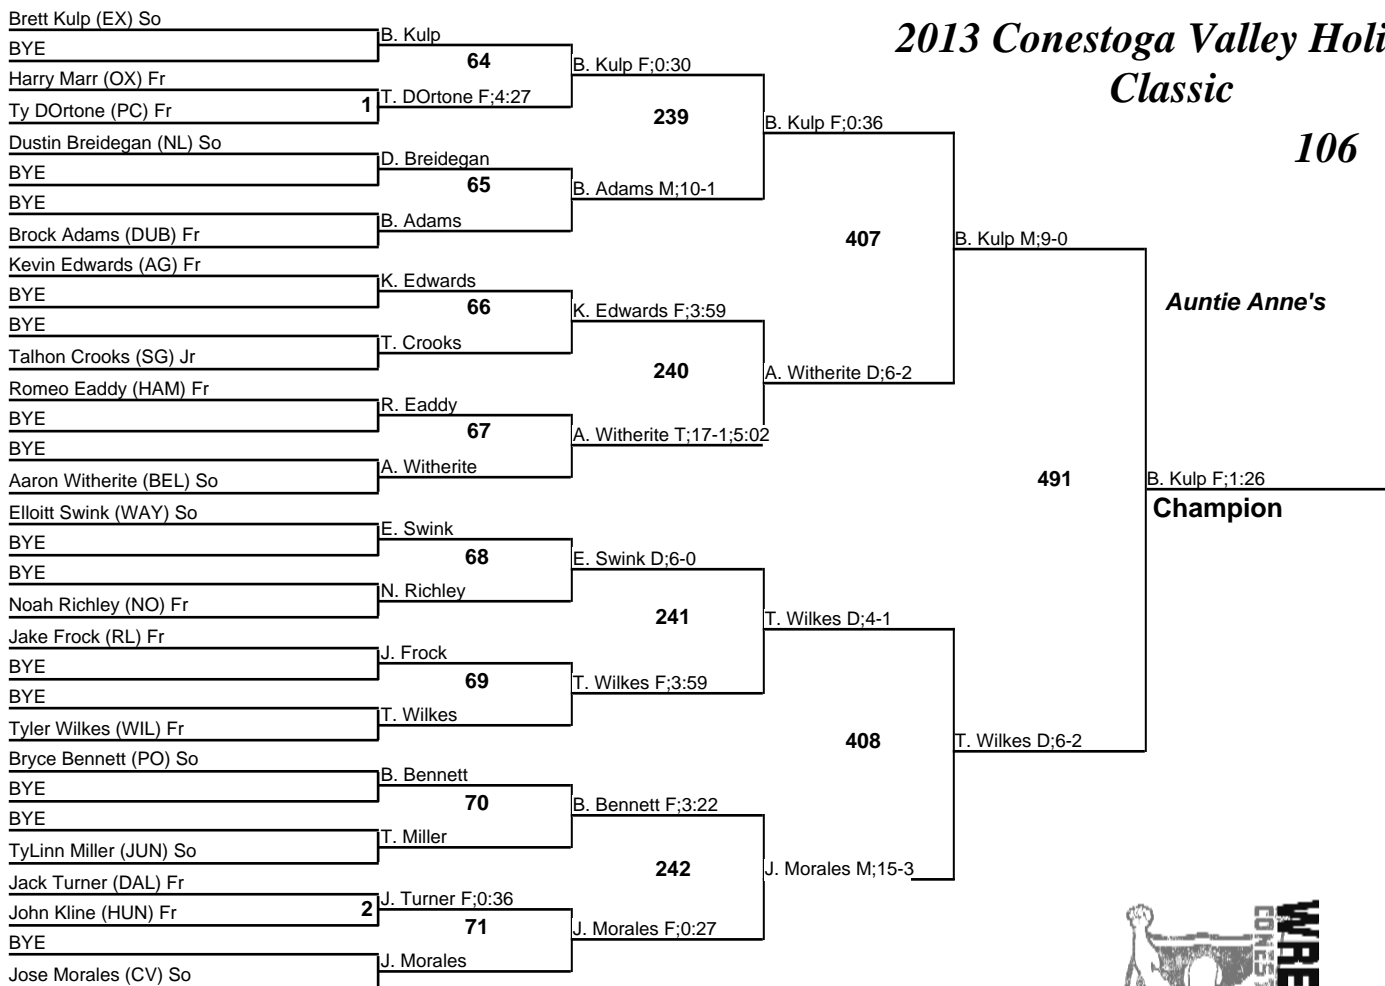 Brett Kulp (EX) So
BYE
Harry Marr (OX) Fr
Ty DOrtone (PC) Fr
Dustin Breidegan (NL) So
BYE
BYE
Brock Adams (DUB) Fr
Kevin Edwards (AG) Fr
BYE
BYE
Talhon Crooks (SG) Jr
Romeo Eaddy (HAM) Fr
BYE
BYE
Aaron Witherite (BEL) So
Elloitt Swink (WAY) So
BYE
BYE
Noah Richley (NO) Fr
Jake Frock (RL) Fr
BYE
BYE
Tyler Wilkes (WIL) Fr
Bryce Bennett (PO) So
BYE
BYE
TyLinn Miller (JUN) So
Jack Turner (DAL) Fr
John Kline (HUN) Fr
BYE
Jose Morales (CV) So
B. Kulp
64
1
T. DOrtone F;4:27
D. Breidegan
65
B. Adams
K. Edwards
66
T. Crooks
R. Eaddy
67
A. Witherite
E. Swink
68
N. Richley
J. Frock
69
T. Wilkes
B. Bennett
70
T. Miller
2
J. Turner F;0:36
71
J. Morales
B. Kulp F;0:30
239
B. Adams M;10-1
K. Edwards F;3:59
240
A. Witherite T;17-1;5:02
E. Swink D;6-0
241
T. Wilkes F;3:59
B. Bennett F;3:22
242
J. Morales F;0:27
B. Kulp F;0:36
407
A. Witherite D;6-2
T. Wilkes D;4-1
408
J. Morales M;15-3
B. Kulp M;9-0
491
T. Wilkes D;6-2
B. Kulp F;1:26
Champion
2013 Conestoga Valley Holi
Classic
106
Auntie Anne's
WRE
CONEST